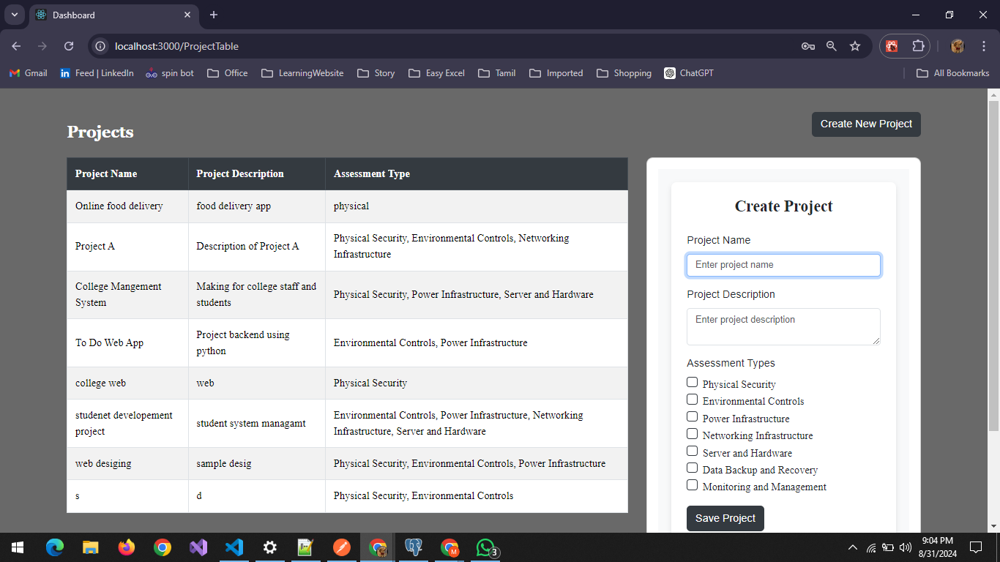 Dashboard
localhost:3000/ProjectTable
Gmail
in Feed | LinkedIn
spin bot
Office
LearningWebsite
Story
Easy Excel
Tamil
Imported
Shopping
ChatGPT
All Bookmarks
Projects
Create New Project
Project Name Project Description Assessment Type
Online food delivery food delivery app physical
Project A Description of Project A Physical Security, Environmental Controls, Networking
Infrastructure
College Mangement Making for college staff and Physical Security, Power Infrastructure, Server and Hardware
System students
To Do Web App Project backend using Environmental Controls, Power Infrastructure
python
college web web Physical Security
studenet developement student system managamt Environmental Controls, Power Infrastructure, Networking
project Infrastructure, Server and Hardware
web desiging sample desig Physical Security, Environmental Controls, Power Infrastructure
s d Physical Security, Environmental Controls
Create Project
Project Name
Enter project name
Project Description
Enter project description
Assessment Types
Physical Security
Environmental Controls
Power Infrastructure
Networking Infrastructure
Server and Hardware
Data Backup and Recovery
Monitoring and Management
Save Project
M
3
9:04 PM
8/31/2024